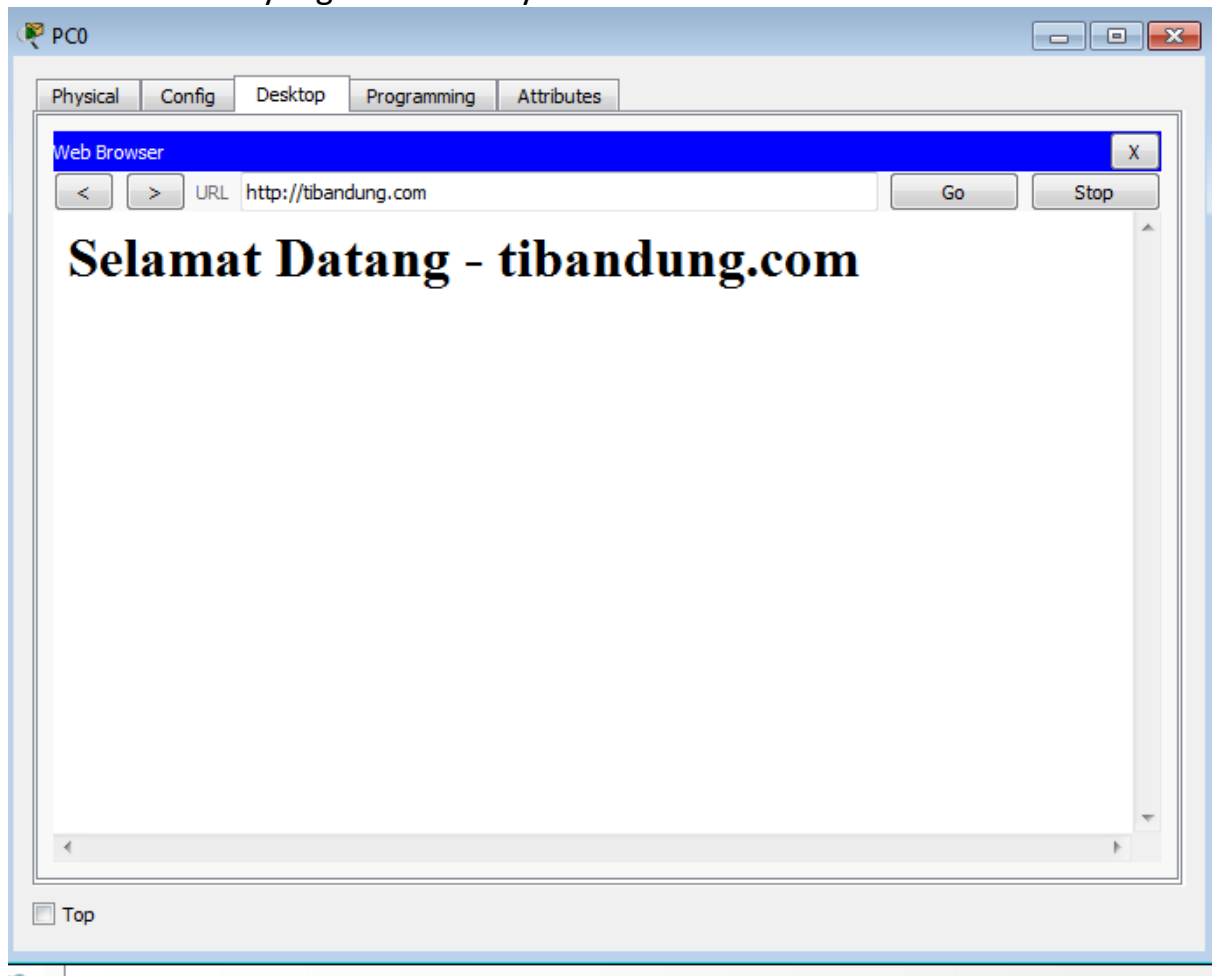 PC0
Physical Config Desktop Programming Attributes
Web Browser X
< > URL http://tibandung.com Go Stop
Selamat Datang - tibandung.com
Top